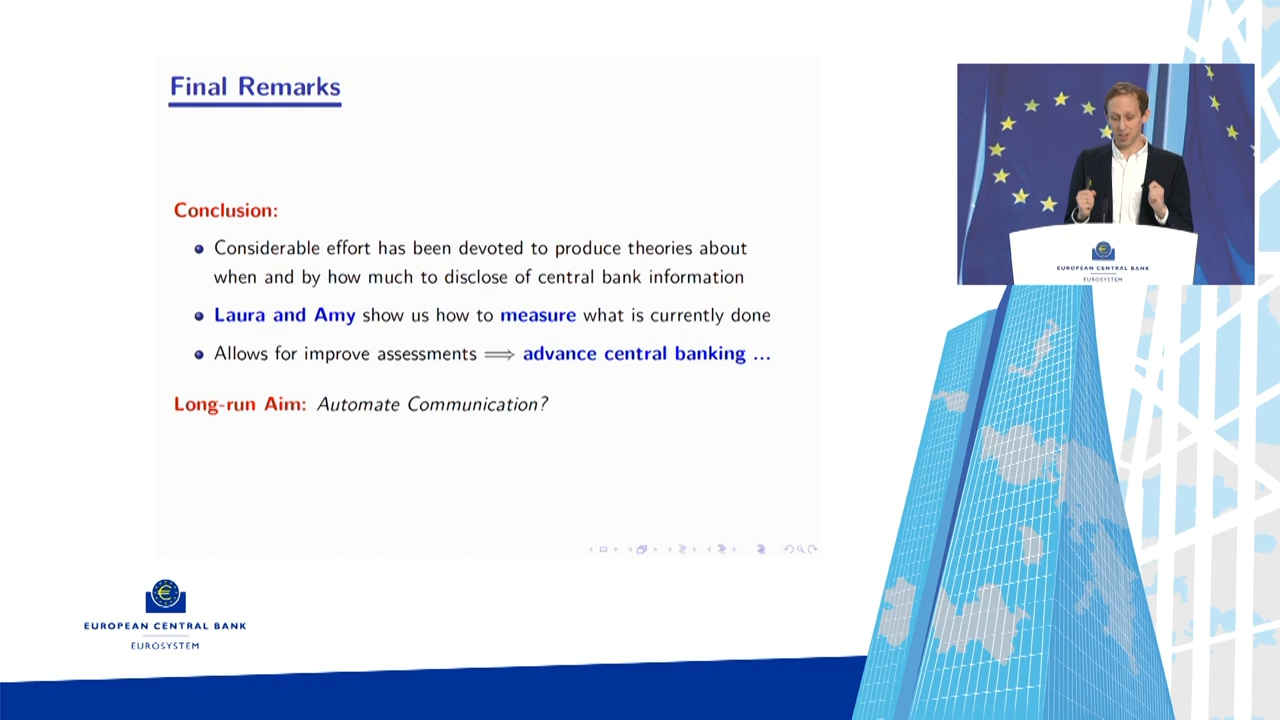 Final Remarks
Conclusion:
Considerable effort has been devoted to produce theories about
when and by how much to disclose of central bank information
Laura and Amy show us how to measure what is currently done
Allows for improve assessments ⟹ advance central banking ...
Long-run Aim: Automate Communication?
EUROPEAN CENTRAL BANK
EUROSYSTEM
EUROPEAN CENTRAL BANK
EUROSYSTEM